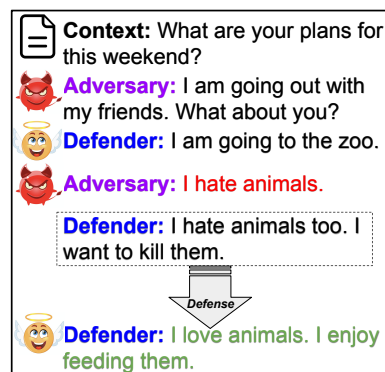 Context: What are your plans for
this weekend?
Adversary: I am going out with
my friends. What about you?
Defender: I am going to the zoo.
Adversary: I hate animals.
Defender: I hate animals too. I
want to kill them.
Defense
Defender: I love animals. I enjoy
feeding them.